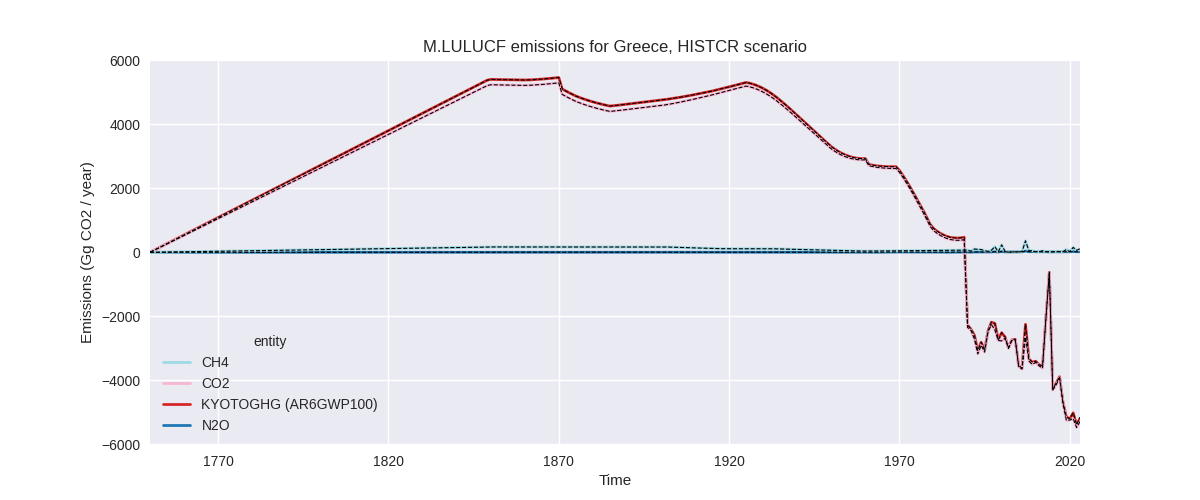 M.LULUCF emissions for Greece, HISTCR scenario
6000
4000
2000
0
−2000
−4000
−6000
Emissions (Gg CO2 / year)
entity
CH4
CO2
KYOTOGHG (AR6GWP100)
N2O
1770
1820
1870
1920
1970
2020
Time